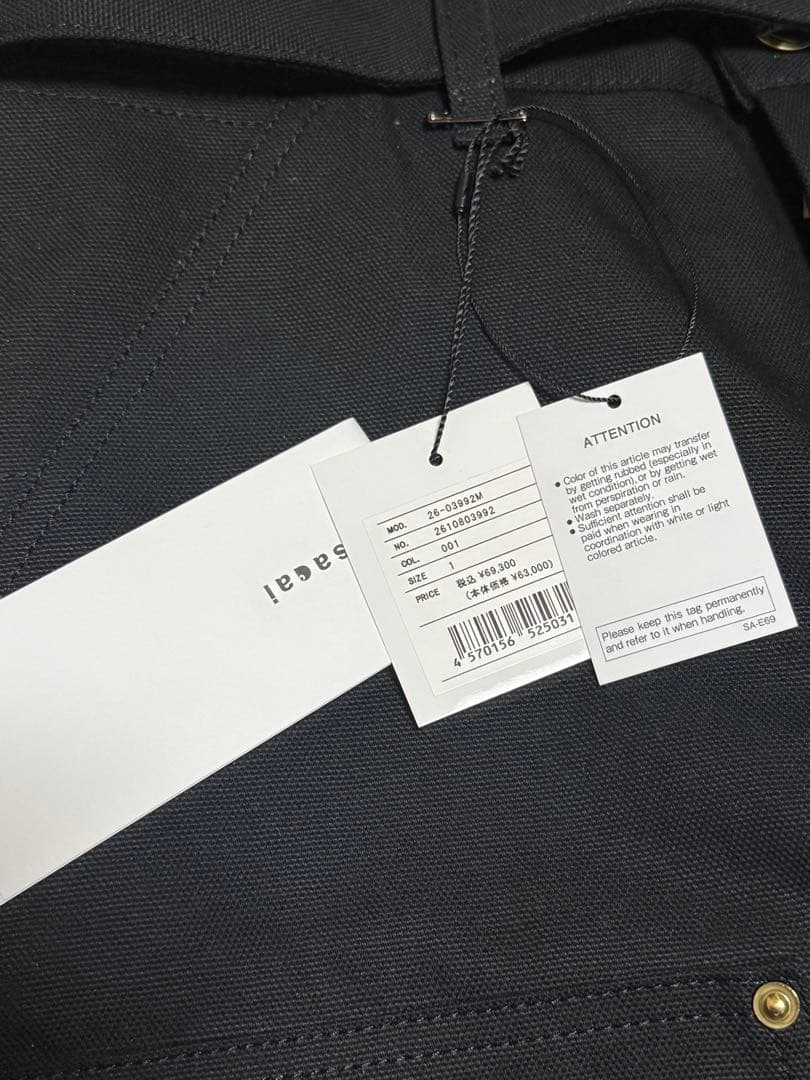 sacai
MOD. 26-03992M
NO. 2610803992
COL. 001
SIZE 1
PRICE 税込 ¥69,300
(本体価格 ¥63,000)
4 570156 525031
ATTENTION
• Color of this article may transfer
by getting rubbed (especially in
wet condition), or by getting wet
from perspiration or rain.
• Wash separately.
• Sufficient attention shall be
paid when wearing in
coordination with white or light
colored article.
Please keep this tag permanently
and refer to it when handling.
SA-E69